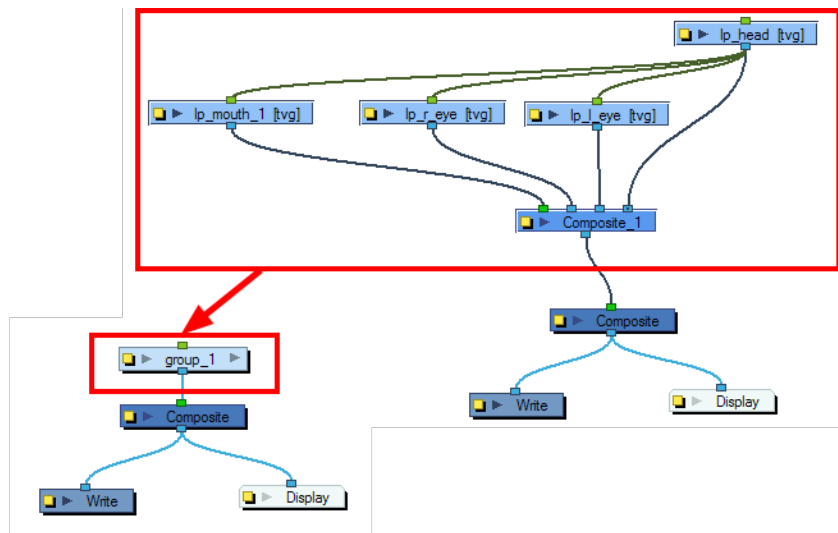 lp_head [tvg]
lp_mouth_1 [tvg]
lp_r_eye [tvg]
lp_l_eye [tvg]
Composite_1
Composite
Write
Display
group_1
Composite
Write
Display